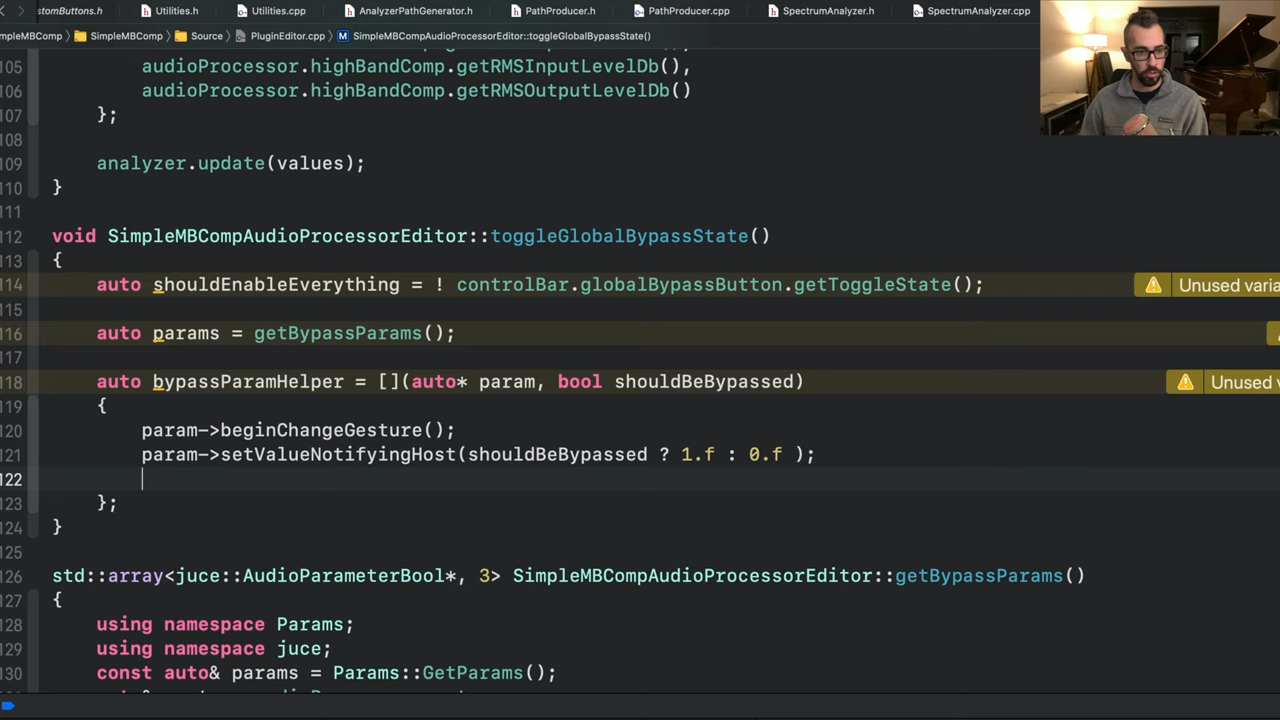 stomButtons.h Utilities.h Utilities.cpp AnalyzerPathGenerator.h PathProducer.h PathProducer.cpp SpectrumAnalyzer.h SpectrumAnalyzer.cpp
mpleMBComp SimpleMBComp Source PluginEditor.cpp M SimpleMBCompAudioProcessorEditor::toggleGlobalBypassState()
105 audioProcessor.highBandComp.getRMSInputLevelDb(),
106 audioProcessor.highBandComp.getRMSOutputLevelDb()
107 };
108
109 analyzer.update(values);
110 }
111
112 void SimpleMBCompAudioProcessorEditor::toggleGlobalBypassState()
113 {
114 auto shouldEnableEverything = ! controlBar.globalBypassButton.getToggleState(); Unused varia
115
116 auto params = getBypassParams();
117
118 auto bypassParamHelper = [](auto* param, bool shouldBeBypassed) Unused v
119 {
120 param->beginChangeGesture();
121 param->setValueNotifyingHost(shouldBeBypassed ? 1.f : 0.f );
122
123 };
124 }
125
126 std::array<juce::AudioParameterBool*, 3> SimpleMBCompAudioProcessorEditor::getBypassParams()
127 {
128 using namespace Params;
129 using namespace juce;
130 const auto& params = Params::GetParams();